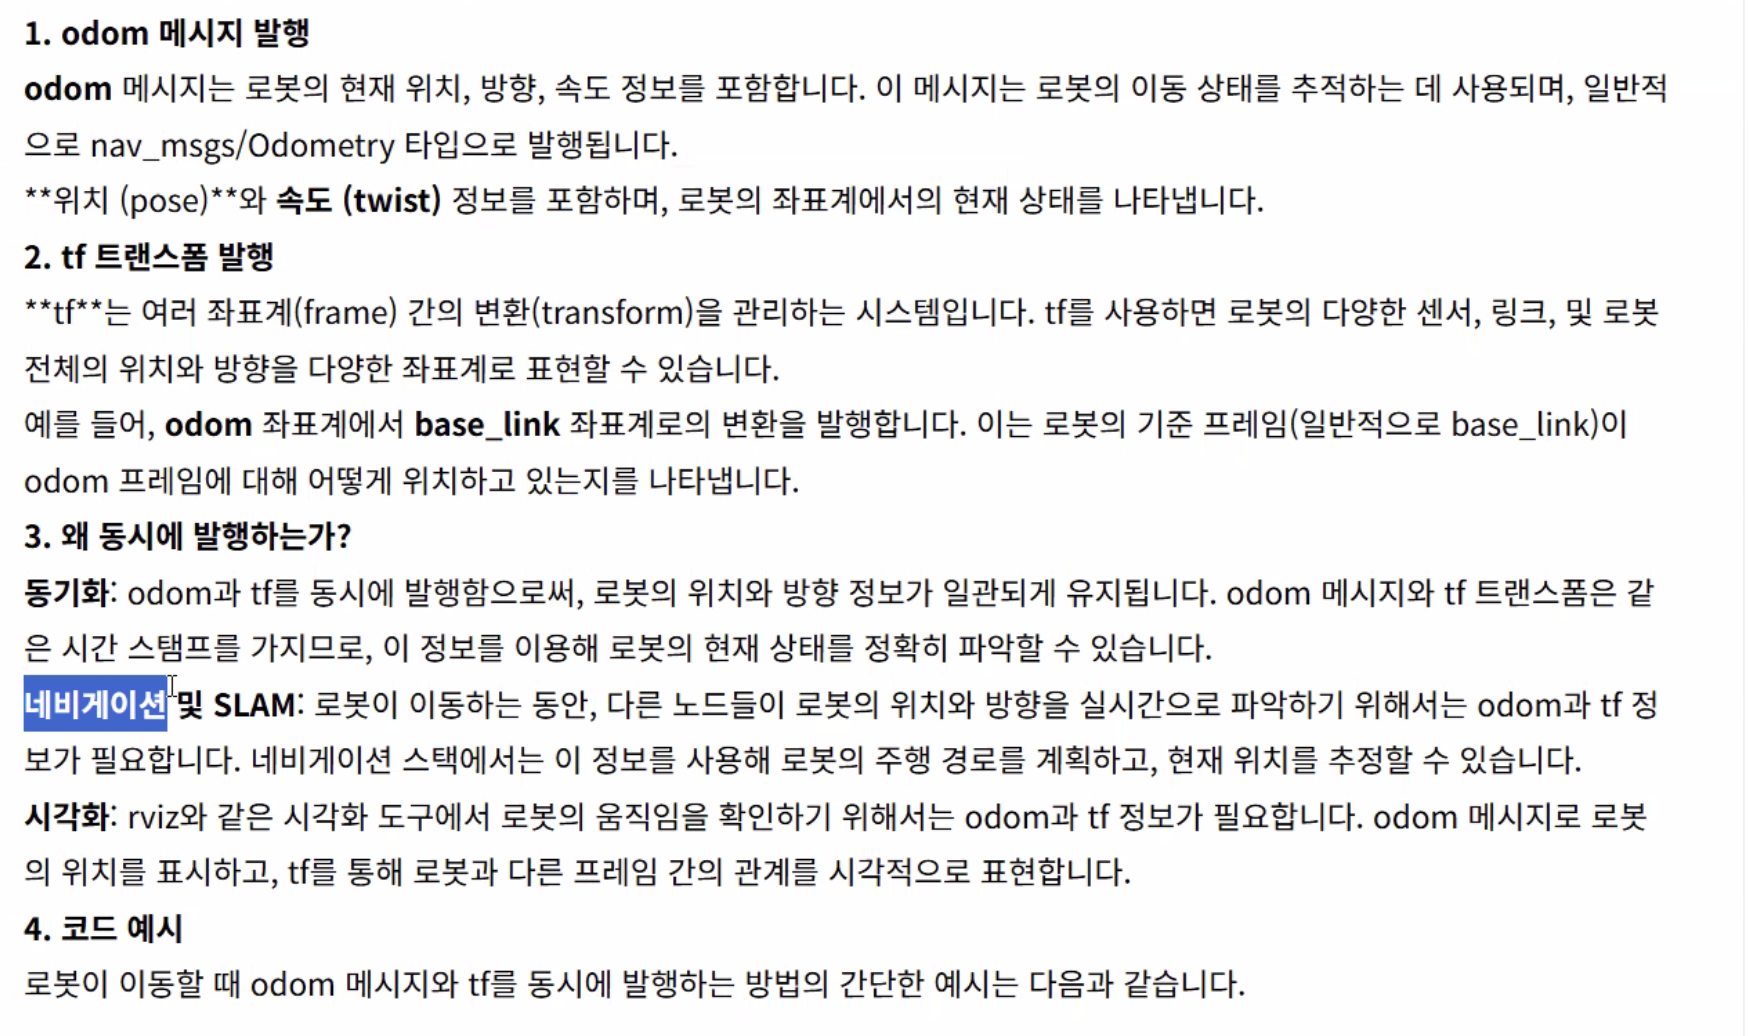 1. odom 메시지 발행
odom 메시지는 로봇의 현재 위치, 방향, 속도 정보를 포함합니다. 이 메시지는 로봇의 이동 상태를 추적하는 데 사용되며, 일반적
으로 nav_msgs/Odometry 타입으로 발행됩니다.
**위치 (pose)**와 속도 (twist) 정보를 포함하며, 로봇의 좌표계에서의 현재 상태를 나타냅니다.
2. tf 트랜스폼 발행
**tf**는 여러 좌표계(frame) 간의 변환(transform)을 관리하는 시스템입니다. tf를 사용하면 로봇의 다양한 센서, 링크, 및 로봇
전체의 위치와 방향을 다양한 좌표계로 표현할 수 있습니다.
예를 들어, odom 좌표계에서 base_link 좌표계로의 변환을 발행합니다. 이는 로봇의 기준 프레임(일반적으로 base_link)이
odom 프레임에 대해 어떻게 위치하고 있는지를 나타냅니다.
3. 왜 동시에 발행하는가?
동기화: odom과 tf를 동시에 발행함으로써, 로봇의 위치와 방향 정보가 일관되게 유지됩니다. odom 메시지와 tf 트랜스폼은 같
은 시간 스탬프를 가지므로, 이 정보를 이용해 로봇의 현재 상태를 정확히 파악할 수 있습니다.
네비게이션 및 SLAM: 로봇이 이동하는 동안, 다른 노드들이 로봇의 위치와 방향을 실시간으로 파악하기 위해서는 odom과 tf 정
보가 필요합니다. 네비게이션 스택에서는 이 정보를 사용해 로봇의 주행 경로를 계획하고, 현재 위치를 추정할 수 있습니다.
시각화: rviz와 같은 시각화 도구에서 로봇의 움직임을 확인하기 위해서는 odom과 tf 정보가 필요합니다. odom 메시지로 로봇
의 위치를 표시하고, tf를 통해 로봇과 다른 프레임 간의 관계를 시각적으로 표현합니다.
4. 코드 예시
로봇이 이동할 때 odom 메시지와 tf를 동시에 발행하는 방법의 간단한 예시는 다음과 같습니다.